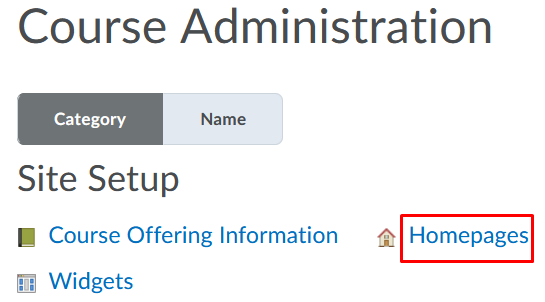 Course Administration
Category Name
Site Setup
Course Offering Information Homepages
Widgets